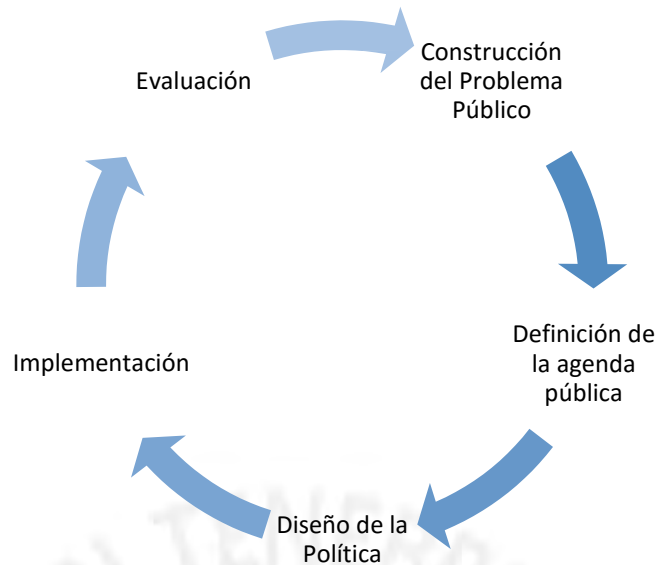 Construcción
del Problema
Público
Definición de
la agenda
pública
Diseño de la
Política
Implementación
Evaluación